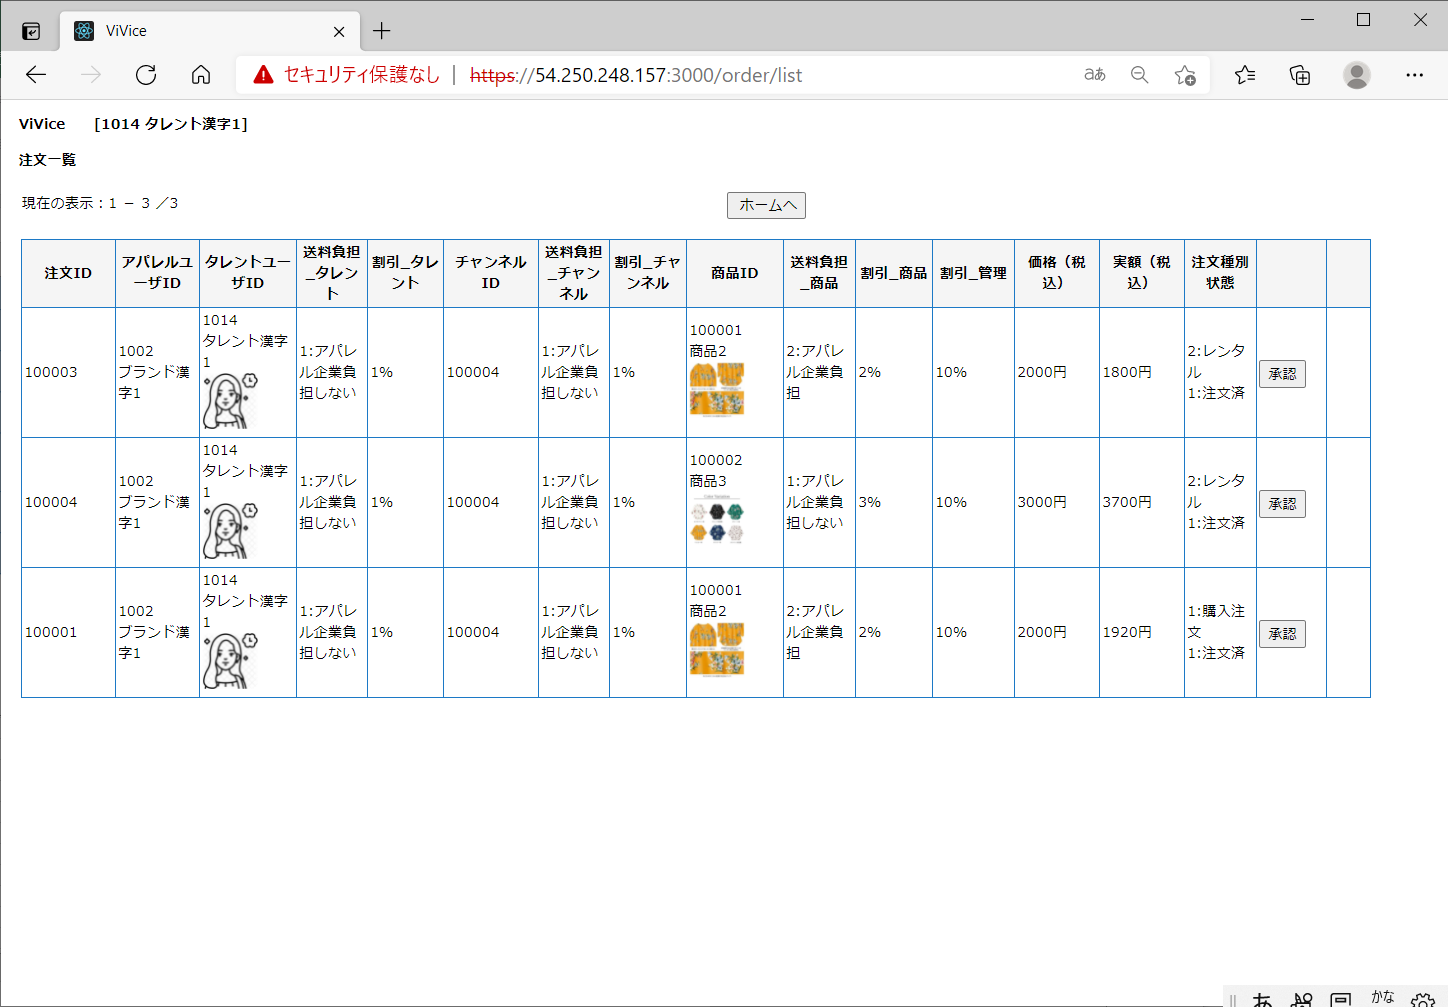 ViVice
セキュリティ保護なし | https://54.250.248.157:3000/order/list
aあ
ViVice [1014 タレント漢字1]
注文一覧
現在の表示：1 － 3 ／3
ホームへ
注文ID
アパレルユ
ーザID
タレントユー
ザID
送料負担
_タレン
ト
割引_タレ
ント
チャンネル
ID
送料負担
_チャン
ネル
割引_チャ
ンネル
商品ID
送料負担
_商品
割引_商品
割引_管理
価格（税
込）
実額（税
込）
注文種別
状態
100003
1002
ブランド漢
字1
1014
タレント漢字
1
1:アパレ
ル企業負
担しない
1%
100004
1:アパレ
ル企業負
担しない
1%
100001
商品2
2:アパレ
ル企業負
担
2%
10%
2000円
1800円
2:レンタ
ル
1:注文済
承認
100004
1002
ブランド漢
字1
1014
タレント漢字
1
1:アパレ
ル企業負
担しない
1%
100004
1:アパレ
ル企業負
担しない
1%
100002
商品3
1:アパレ
ル企業負
担しない
3%
10%
3000円
3700円
2:レンタ
ル
1:注文済
承認
100001
1002
ブランド漢
字1
1014
タレント漢字
1
1:アパレ
ル企業負
担しない
1%
100004
1:アパレ
ル企業負
担しない
1%
100001
商品2
2:アパレ
ル企業負
担
2%
10%
2000円
1920円
1:購入注
文
1:注文済
承認
あ
かな